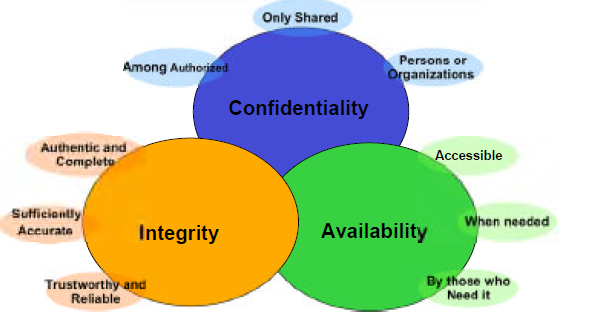 Only Shared
Among Authorized
Persons or
Organizations
Confidentiality
Authentic and
Complete
Accessible
Sufficiently
Accurate
Integrity
Availability
When needed
Trustworthy and
Reliable
By those who
Need it